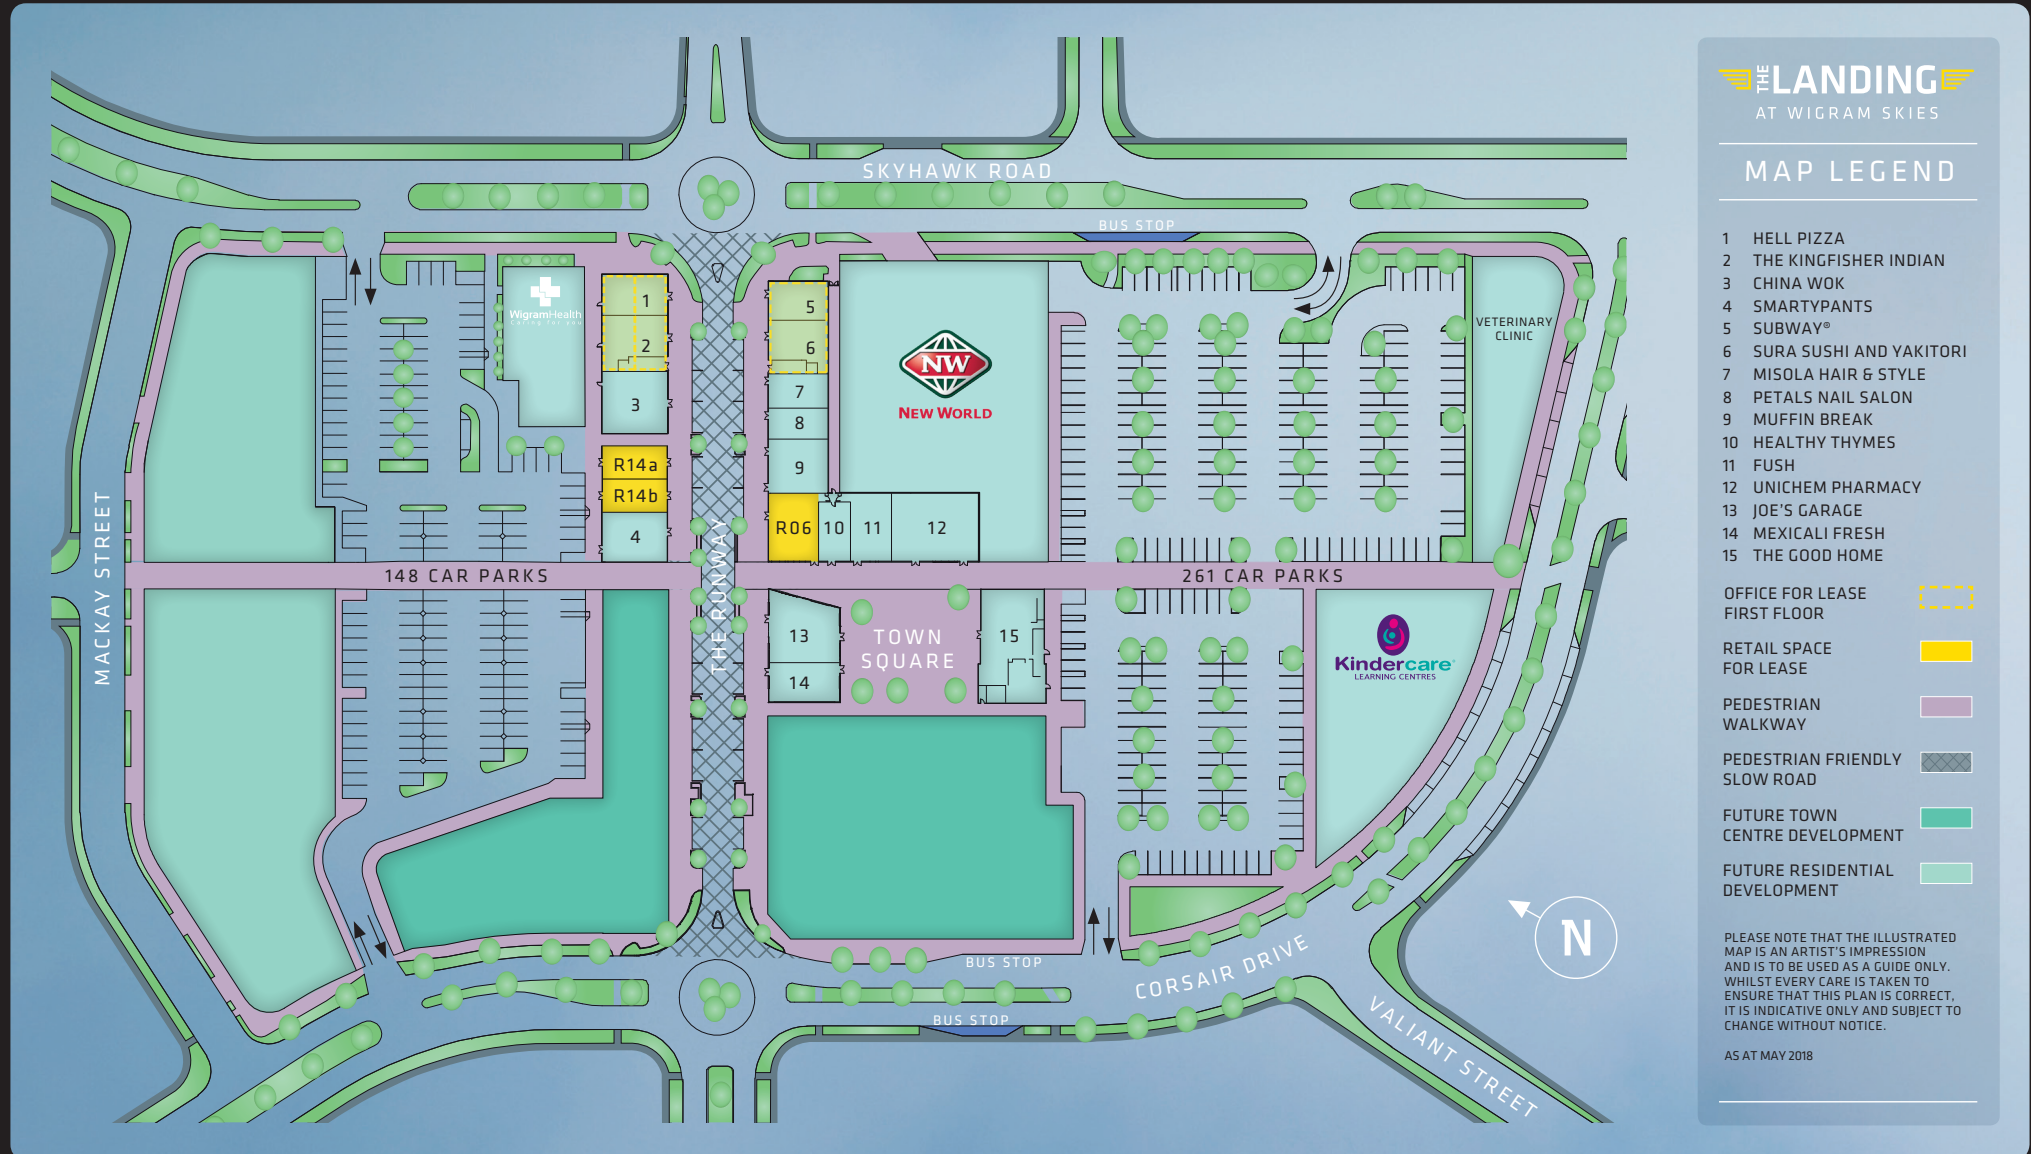 SKYHAWK ROAD
BUS STOP
WigramHealth
Caring for you
1
2
3
R14a
R14b
4
5
6
7
8
9
R06
10
11
12
NW
NEW WORLD
VETERINARY
CLINIC
MACKAY STREET
148 CAR PARKS
THE RUNWAY
261 CAR PARKS
13
14
TOWN
SQUARE
15
Kindercare
LEARNING CENTRES
BUS STOP
BUS STOP
CORSAIR DRIVE
VALIANT STREET
N
THE LANDING
AT WIGRAM SKIES
MAP LEGEND
1 HELL PIZZA
2 THE KINGFISHER INDIAN
3 CHINA WOK
4 SMARTYPANTS
5 SUBWAY®
6 SURA SUSHI AND YAKITORI
7 MISOLA HAIR & STYLE
8 PETALS NAIL SALON
9 MUFFIN BREAK
10 HEALTHY THYMES
11 FUSH
12 UNICHEM PHARMACY
13 JOE'S GARAGE
14 MEXICALI FRESH
15 THE GOOD HOME
OFFICE FOR LEASE
FIRST FLOOR
RETAIL SPACE
FOR LEASE
PEDESTRIAN
WALKWAY
PEDESTRIAN FRIENDLY
SLOW ROAD
FUTURE TOWN
CENTRE DEVELOPMENT
FUTURE RESIDENTIAL
DEVELOPMENT
PLEASE NOTE THAT THE ILLUSTRATED
MAP IS AN ARTIST'S IMPRESSION
AND IS TO BE USED AS A GUIDE ONLY.
WHILST EVERY CARE IS TAKEN TO
ENSURE THAT THIS PLAN IS CORRECT,
IT IS INDICATIVE ONLY AND SUBJECT TO
CHANGE WITHOUT NOTICE.
AS AT MAY 2018